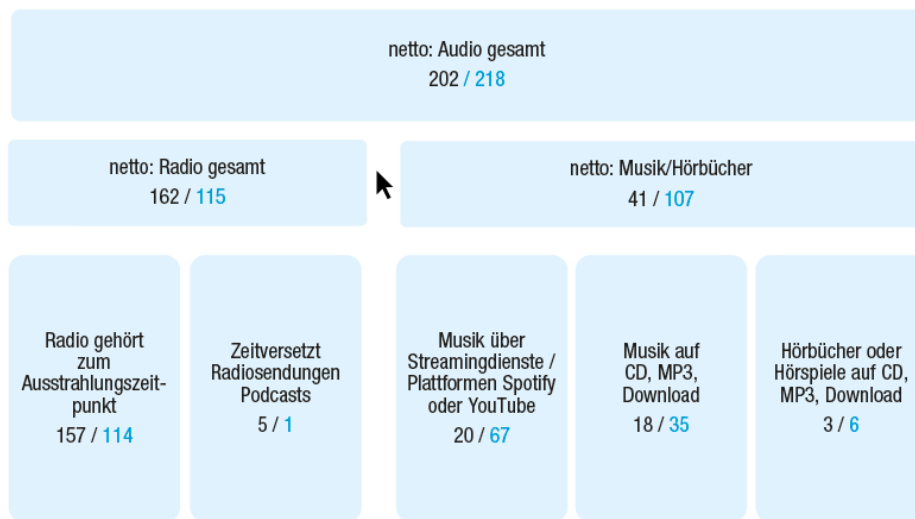 netto: Audio gesamt
202 / 218
netto: Radio gesamt
162 / 115
netto: Musik/Hörbücher
41 / 107
Radio gehört
zum
Ausstrahlungszeit-
punkt
157 / 114
Zeitversetzt
Radiosendungen
Podcasts
5 / 1
Musik über
Streamingdienste /
Plattformen Spotify
oder YouTube
20 / 67
Musik auf
CD, MP3,
Download
18 / 35
Hörbücher oder
Hörspiele auf CD,
MP3, Download
3 / 6